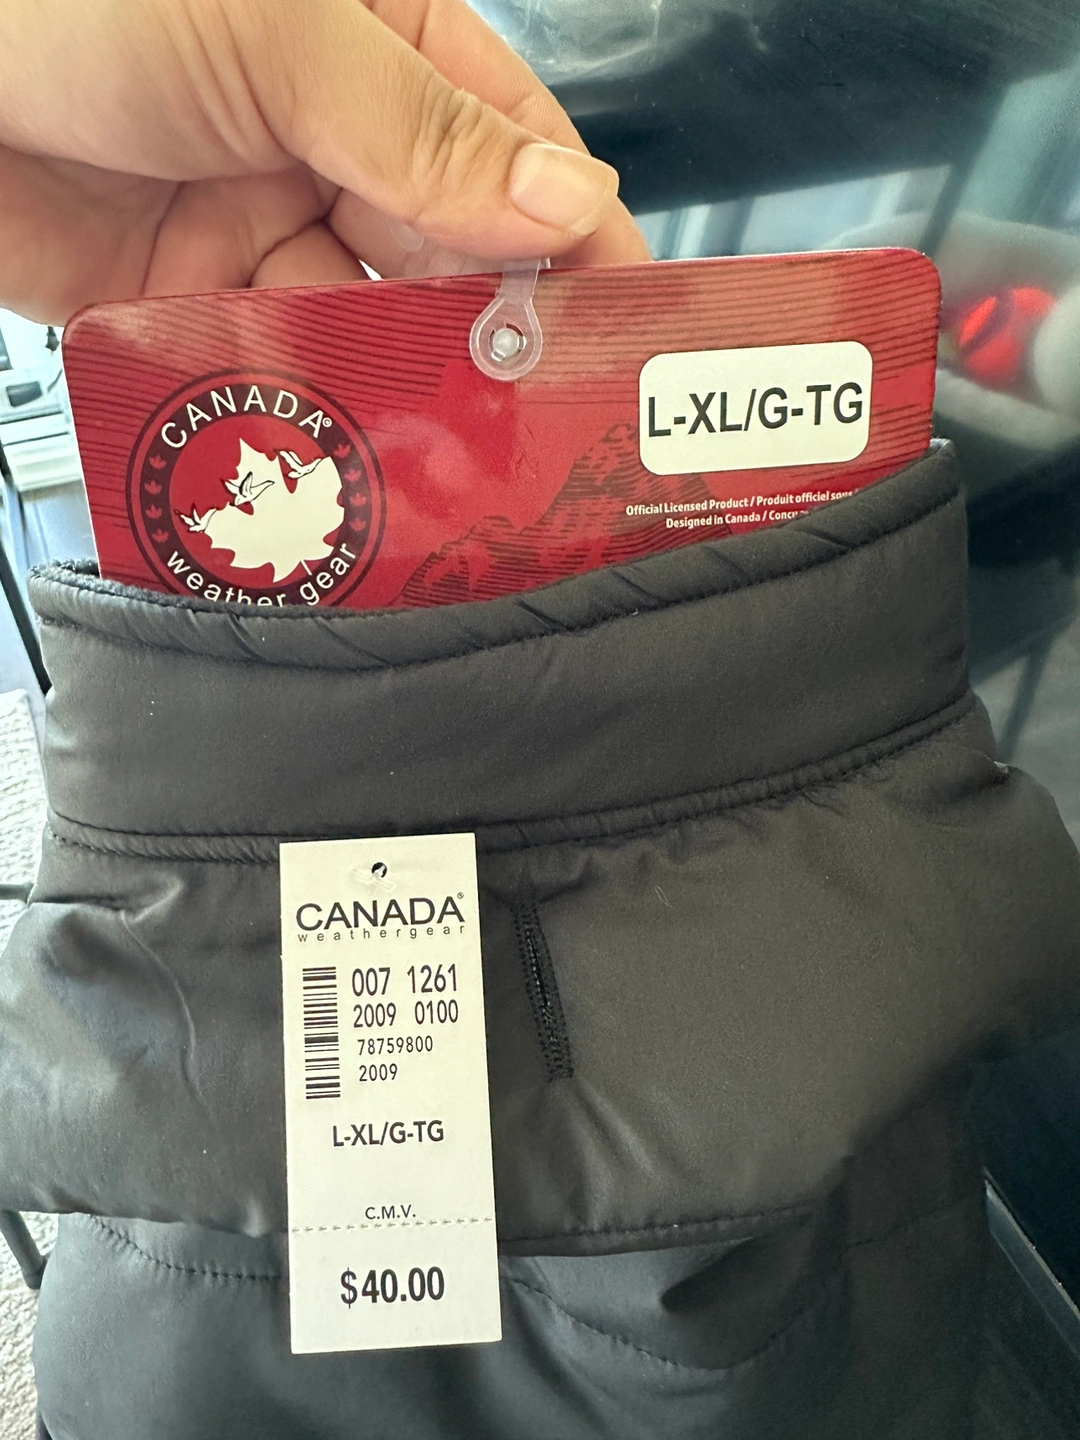 CANADA®
weather gear
L-XL/G-TG
Official Licensed Product / Produit officiel sous
Designed in Canada /
CANADA®
weathergear
007 1261
2009 0100
78759800
2009
L-XL/G-TG
C.M.V.
$40.00